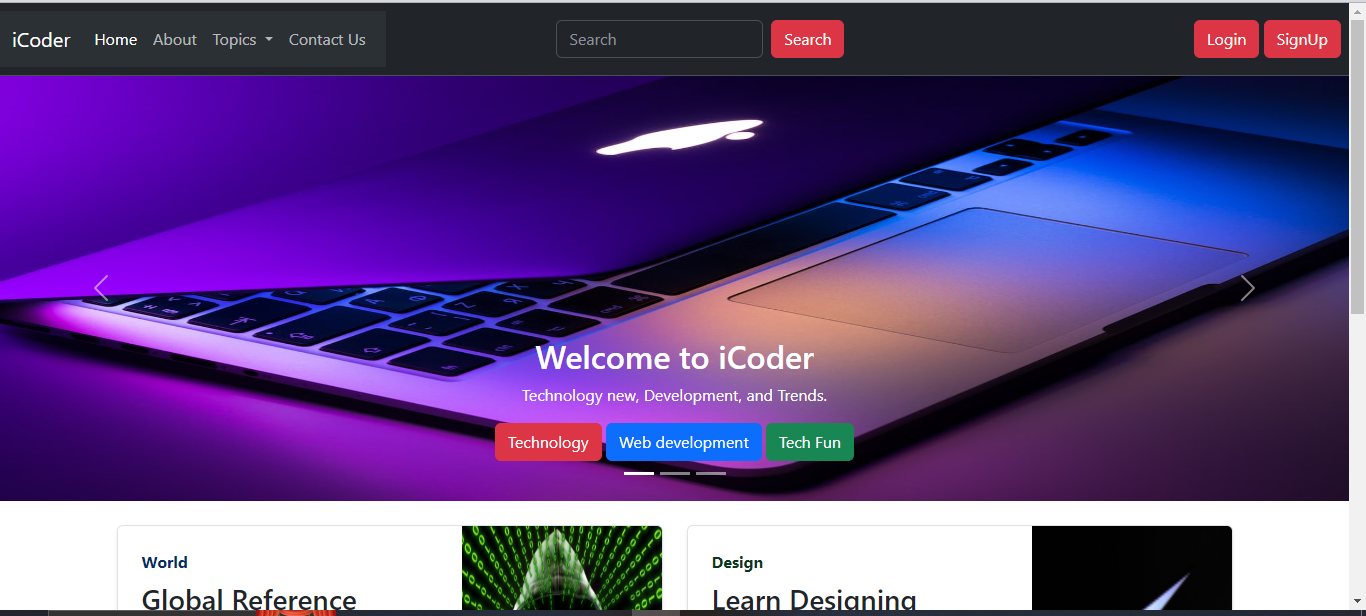 iCoder Home About Topics Contact Us Search Search Login SignUp
Welcome to iCoder
Technology new, Development, and Trends.
Technology Web development Tech Fun
World
Global Reference
Design
Learn Designing